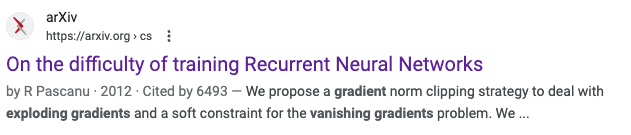 arXiv
https://arxiv.org › cs
On the difficulty of training Recurrent Neural Networks
by R Pascanu · 2012 · Cited by 6493 — We propose a gradient norm clipping strategy to deal with
exploding gradients and a soft constraint for the vanishing gradients problem. We ...